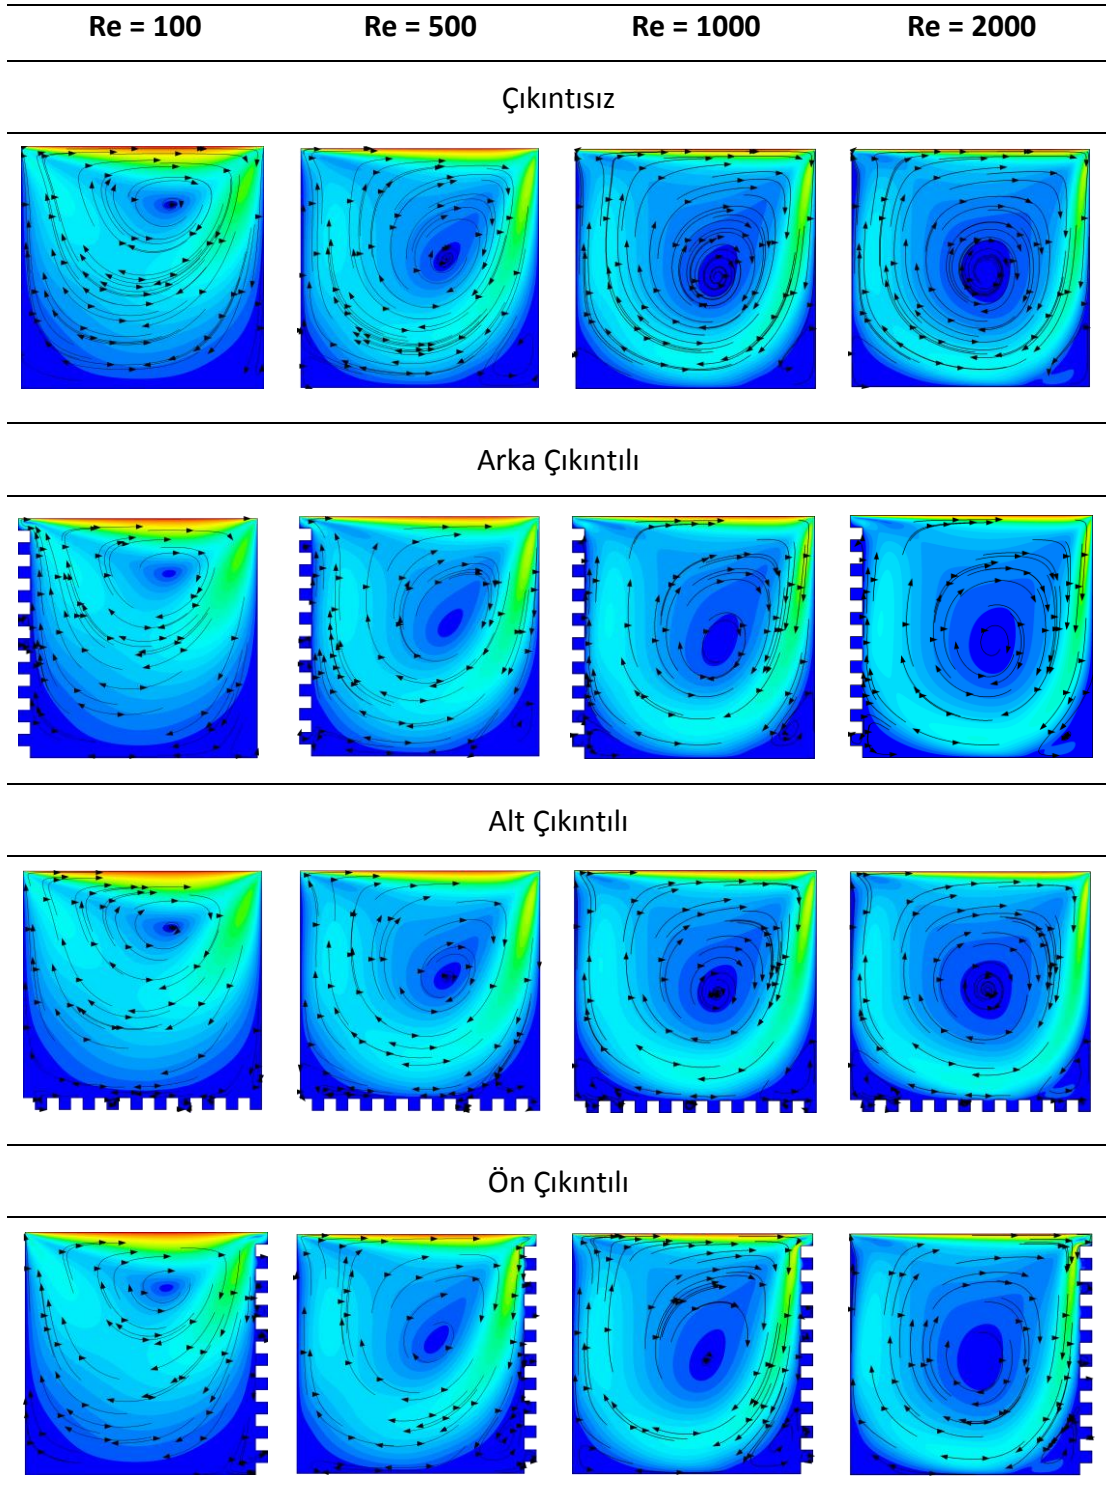 Re = 100 Re = 500 Re = 1000 Re = 2000
Çıkıntısız
Arka Çıkıntılı
Alt Çıkıntılı
Ön Çıkıntılı